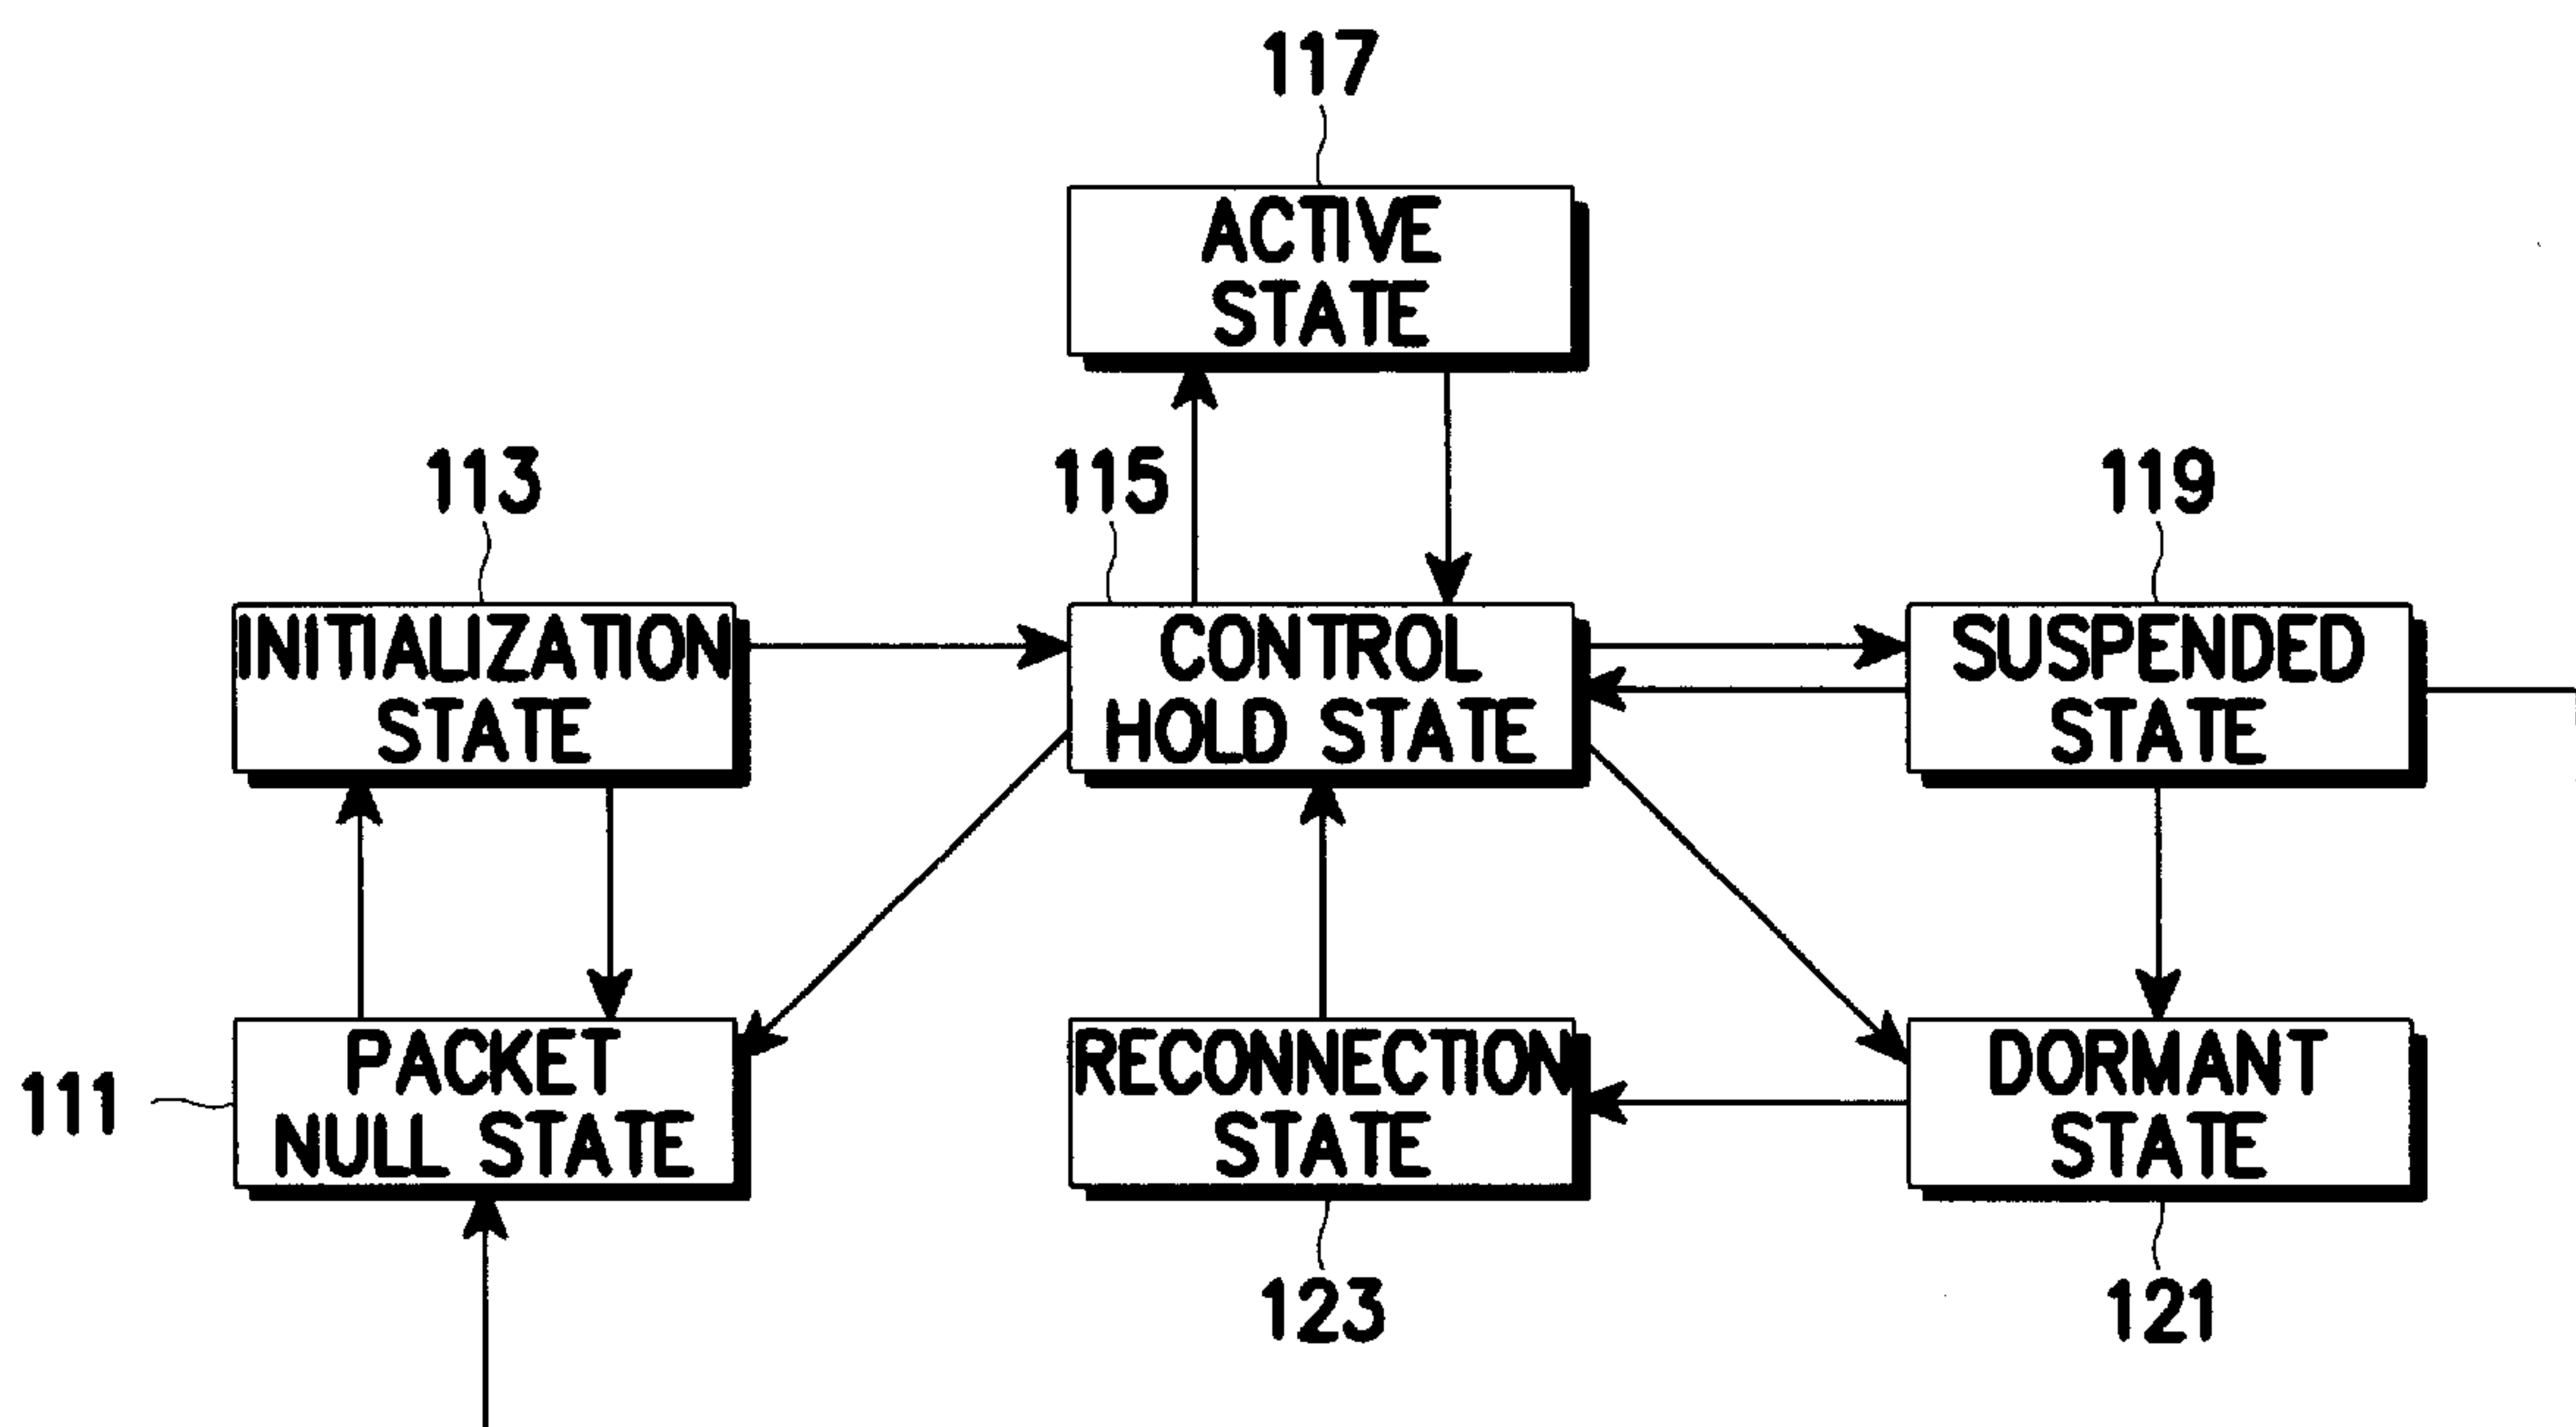 117
ACTIVE
STATE
113
115
119
INITIALIZATION
STATE
CONTROL
HOLD STATE
SUSPENDED
STATE
111
PACKET
NULL STATE
RECONNECTION
STATE
DORMANT
STATE
123
121